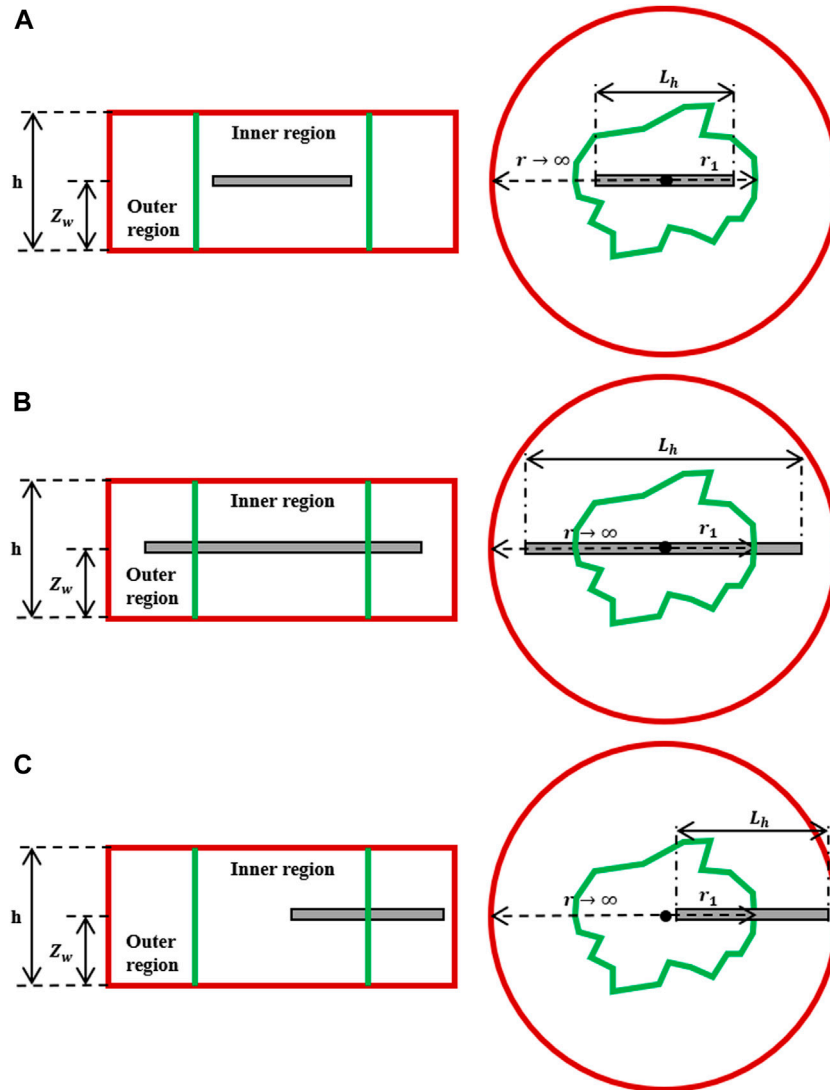 A
h
Z_w
Inner region
Outer
region
L_h
r → ∞
r_1
B
h
Z_w
Inner region
Outer
region
L_h
r → ∞
r_1
C
h
Z_w
Inner region
Outer
region
L_h
r → ∞
r_1